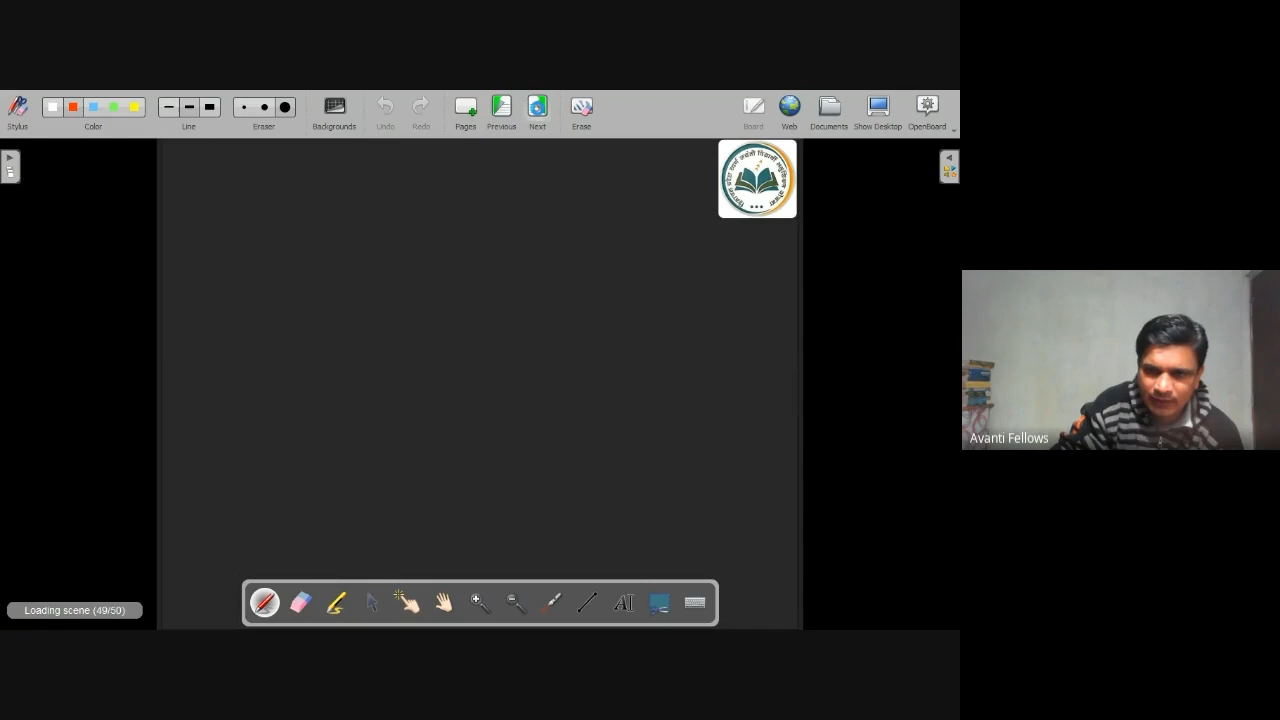 Stylus
Color
Line
Eraser
Backgrounds
Undo
Redo
Pages
Previous
Next
Erase
Board
Web
Documents
Show Desktop
OpenBoard
AI
Loading scene (49/50)
Avanti Fellows